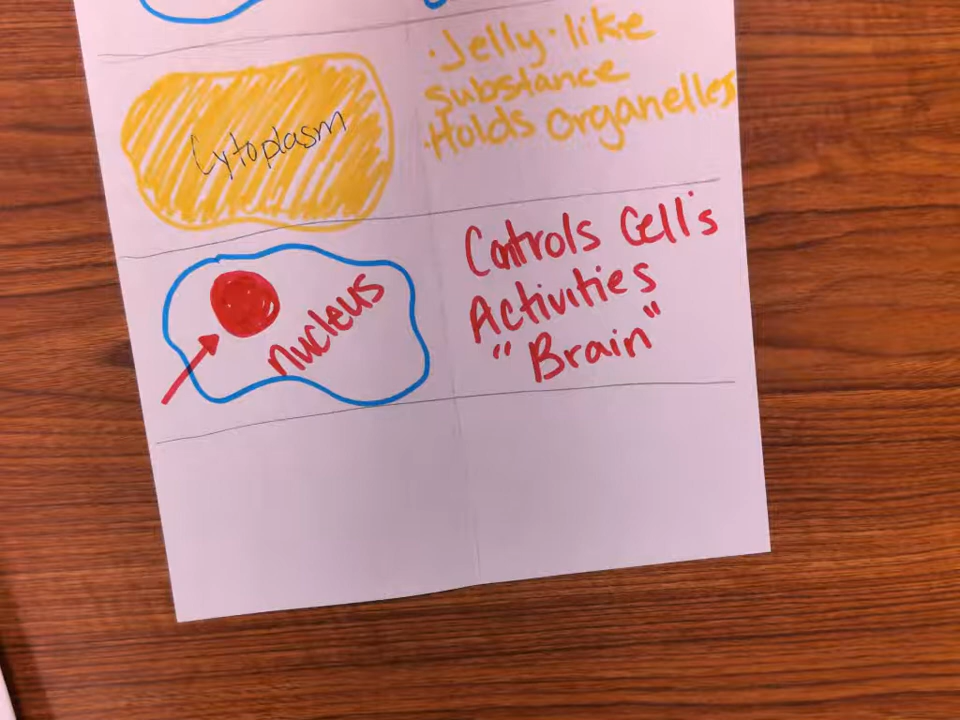 Cytoplasm
·Jelly·like
substance
·Holds Organelles
nucleus
Controls Cell's
Activities
"Brain"